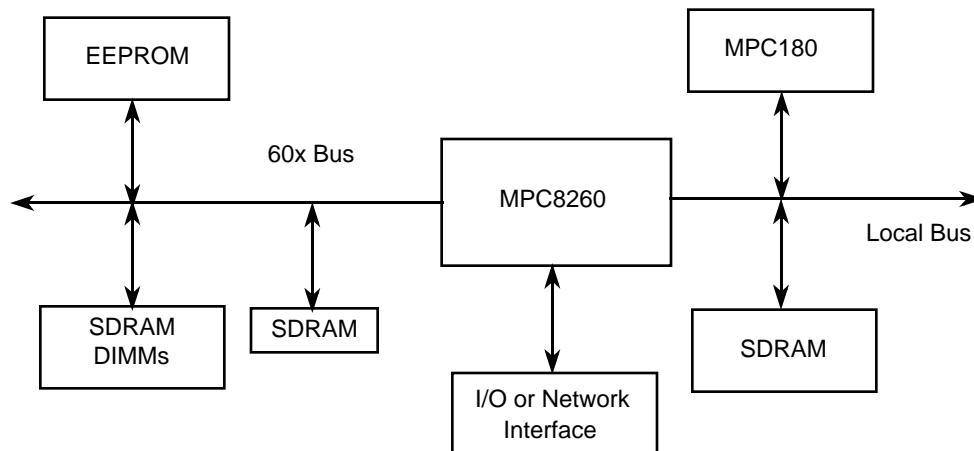 EEPROM
MPC180
60x Bus
MPC8260
Local Bus
SDRAM
DIMMs
SDRAM
SDRAM
I/O or Network
Interface